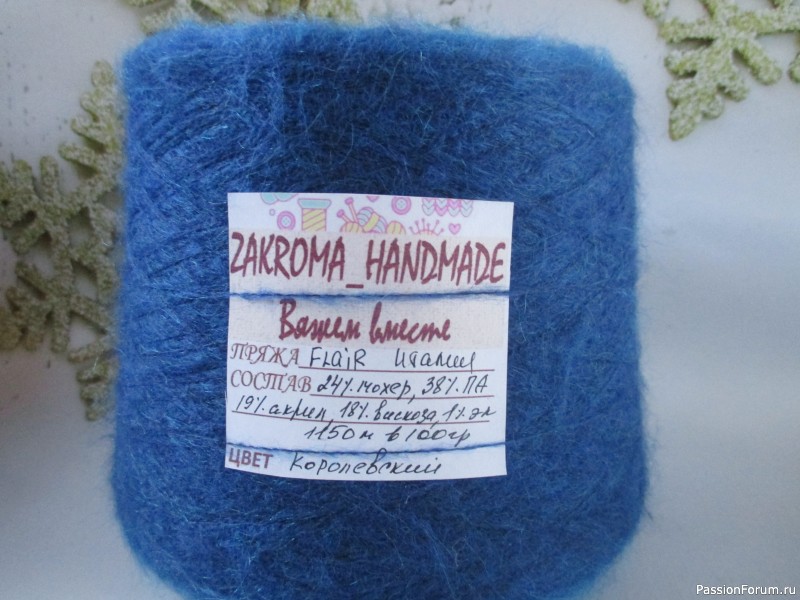 ZAKROMA_HANDMADE
Вяжем вместе
ПРЯЖА FLAIR Италия
СОСТАВ 24%. мохер, 38%. ПА
19%. акрил, 18%. вискоза, 1%. эл
1150м в 100гр
ЦВЕТ Королевский
PassionForum.ru